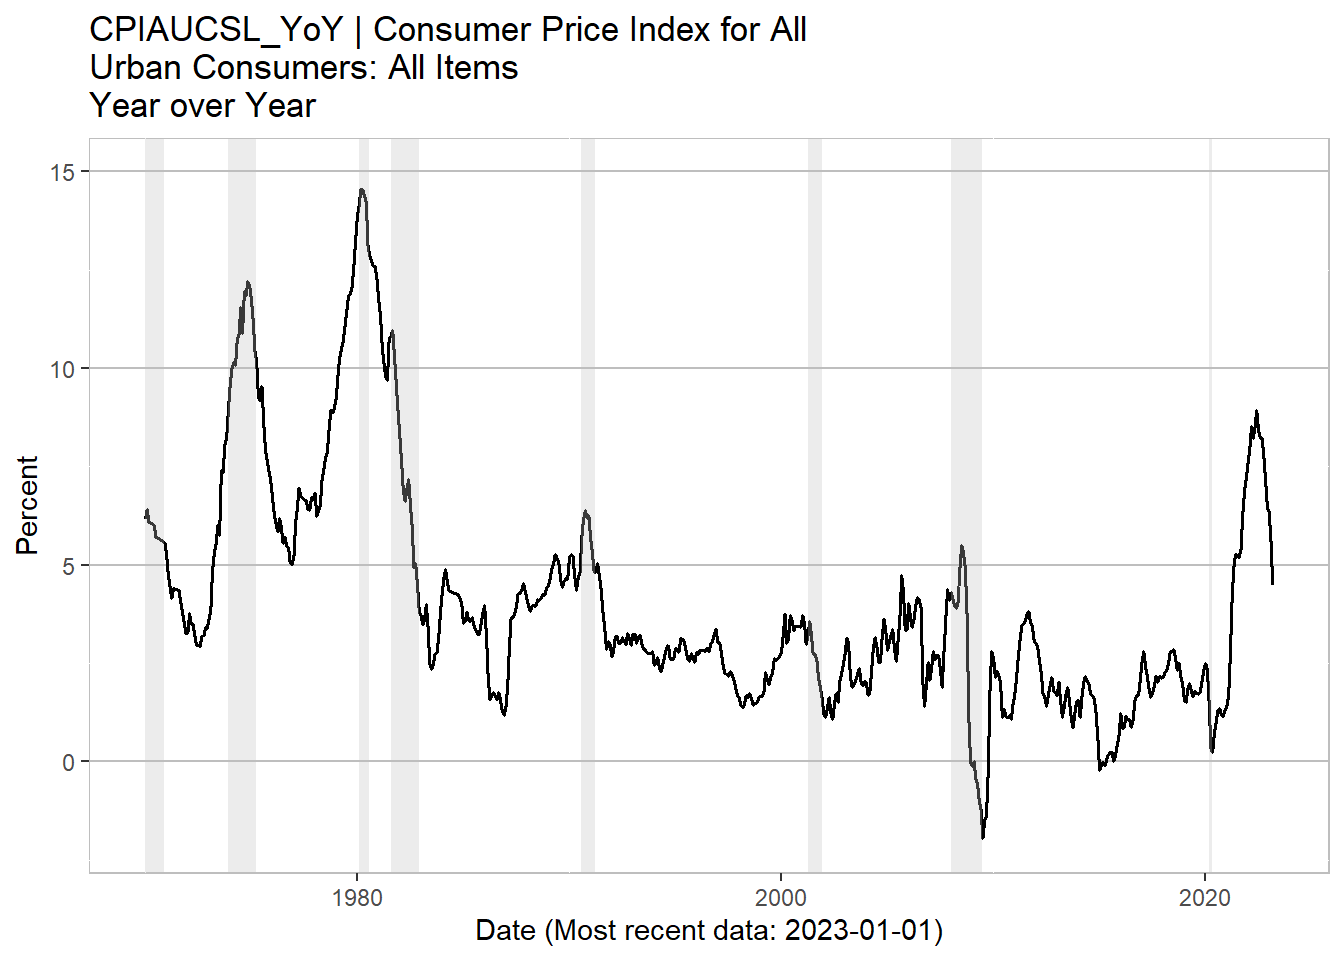 CPIAUCSL_YoY | Consumer Price Index for All
Urban Consumers: All Items
Year over Year
15
10
5
0
Percent
1980
2000
2020
Date (Most recent data: 2023-01-01)